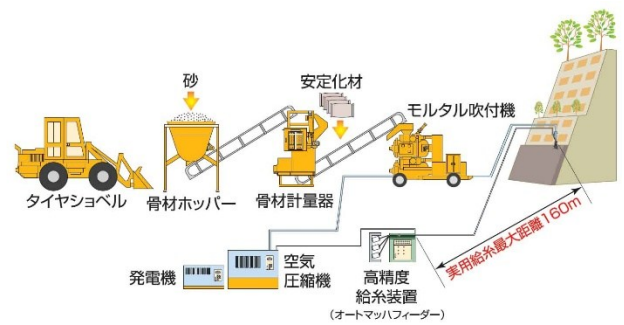 砂
安定化材
モルタル吹付機
タイヤショベル
骨材ホッパー
骨材計量器
実用給糸最大距離160m
発電機
空気
圧縮機
高精度
給糸装置
(オートマッハフィーダー)